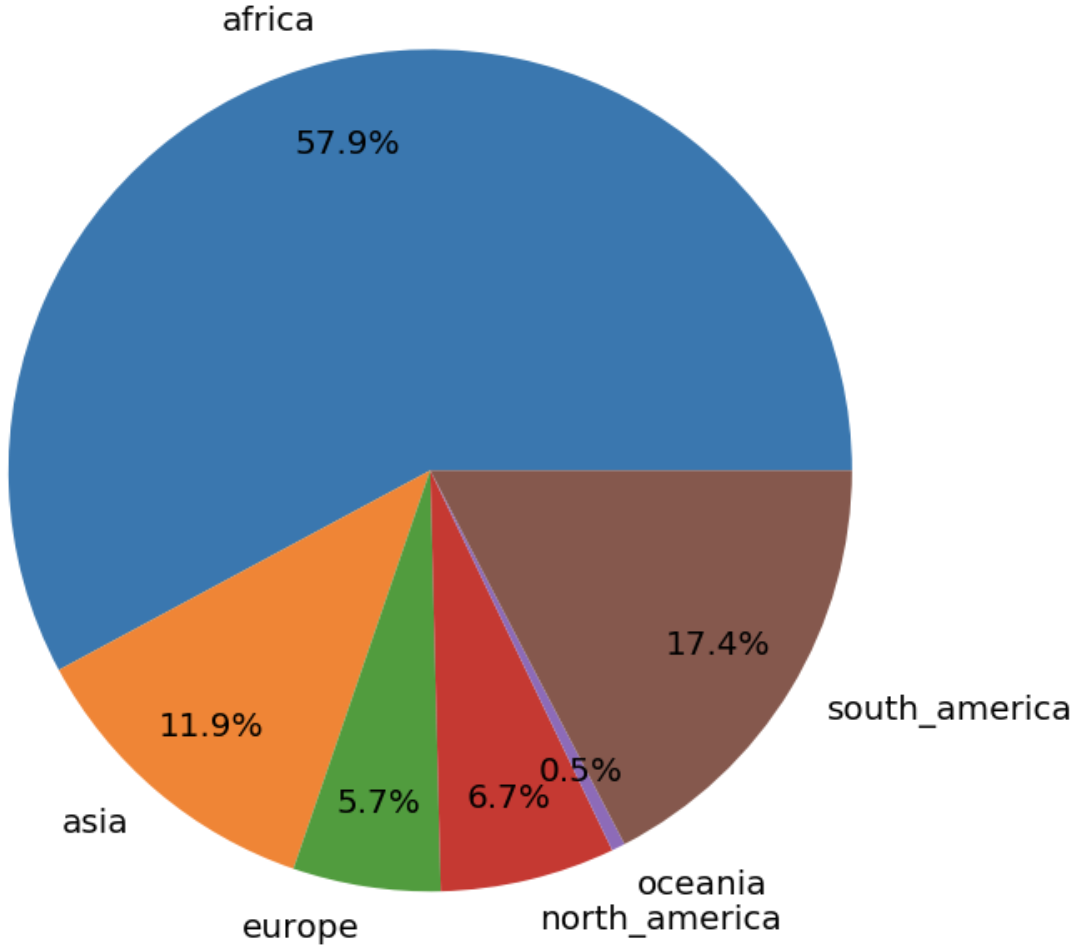 africa
57.9%
17.4%
south_america
11.9%
0.5%
5.7%
6.7%
asia
oceania
north_america
europe